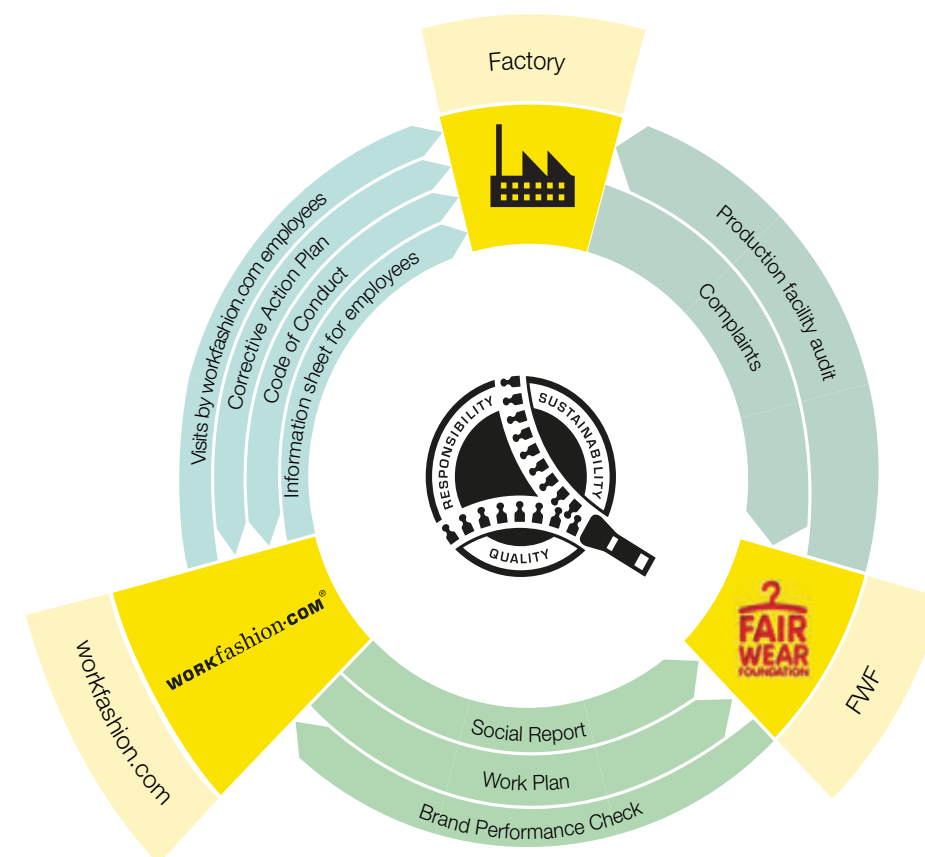 Factory
Visits by workfashion.com employees
Corrective Action Plan
Code of Conduct
Information sheet for employees
Production facility audit
Complaints
RESPONSIBILITY
SUSTAINABILITY
QUALITY
WORKfashion.COM®
workfashion.com
FAIR
WEAR
FOUNDATION
FWF
Social Report
Work Plan
Brand Performance Check